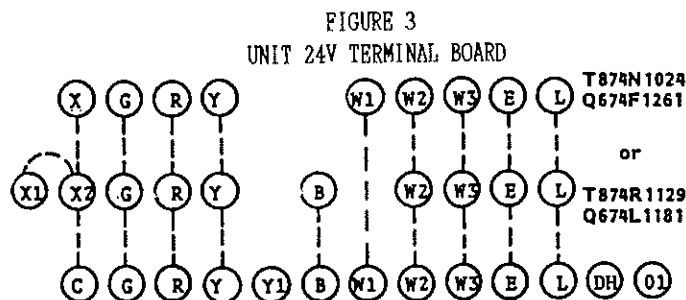 FIGURE 3
UNIT 24V TERMINAL BOARD
X G R Y W1 W2 W3 E L T874N1024
Q674F1261
or
X1 X2 G R Y B W2 W3 E L T874R1129
Q674L1181
C G R Y Y1 B W1 W2 W3 E L DH O1